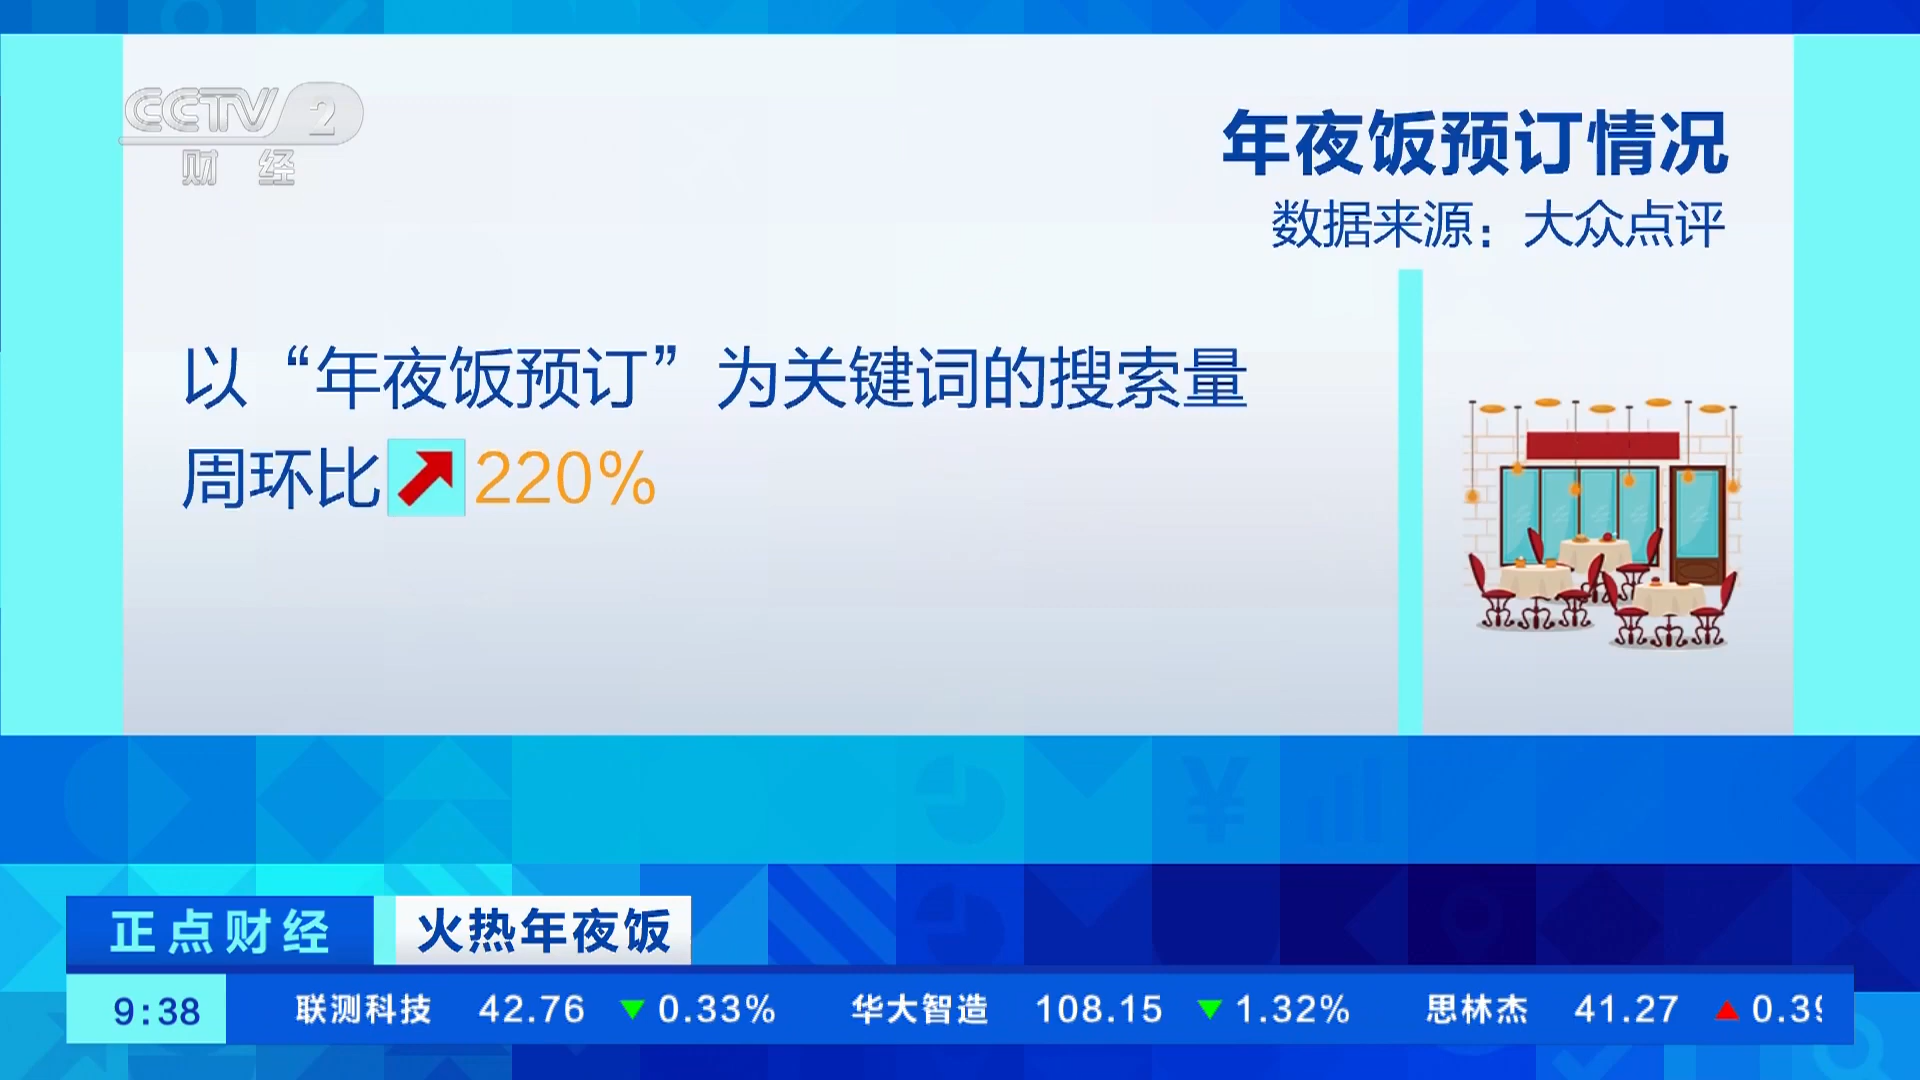 CCTV 2
财经
年夜饭预订情况
数据来源：大众点评
以“年夜饭预订”为关键词的搜索量
周环比 220%
正点财经 火热年夜饭
9:38 联测科技 42.76 ▼ 0.33% 华大智造 108.15 ▼ 1.32% 思林杰 41.27 ▲